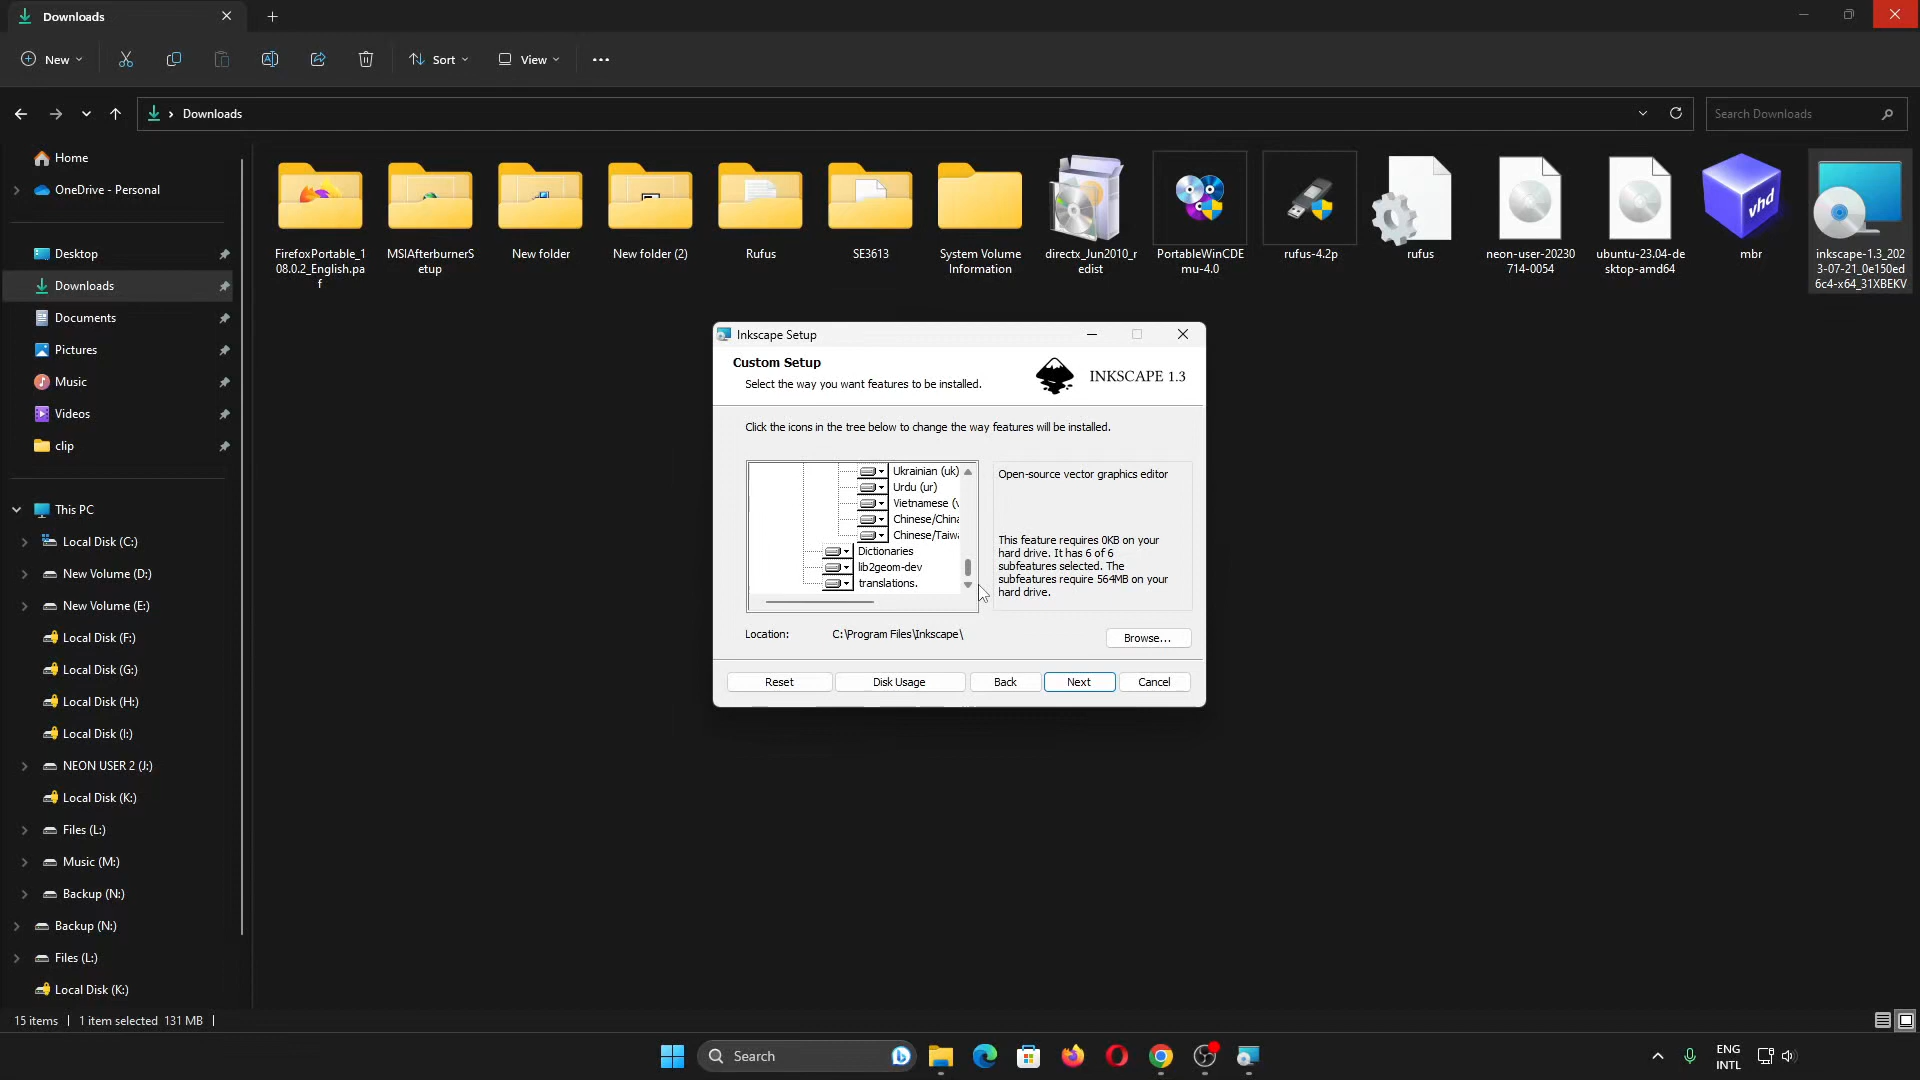 Downloads
New
Sort
View
Downloads
Search Downloads
Home
OneDrive - Personal
Desktop
Downloads
Documents
Pictures
Music
Videos
clip
This PC
Local Disk (C:)
New Volume (D:)
New Volume (E:)
Local Disk (F:)
Local Disk (G:)
Local Disk (H:)
Local Disk (I:)
NEON USER 2 (J:)
Local Disk (K:)
Files (L:)
Music (M:)
Backup (N:)
Backup (N:)
Files (L:)
Local Disk (K:)
FirefoxPortable_1
08.0.2_English.pa
f
MSIAfterburnerS
etup
New folder
New folder (2)
Rufus
SE3613
System Volume
Information
directx_Jun2010_r
edist
PortableWinCDE
mu-4.0
rufus-4.2p
rufus
neon-user-20230
714-0054
ubuntu-23.04-de
sktop-amd64
vhd
mbr
inkscape-1.3_202
3-07-21_0e150ed
6c4-x64_31XBEKV
Inkscape Setup
Custom Setup
Select the way you want features to be installed.
INKSCAPE 1.3
Click the icons in the tree below to change the way features will be installed.
Ukrainian (uk)
Urdu (ur)
Vietnamese (v
Chinese/China
Chinese/Taiw
Dictionaries
lib2geom-dev
translations.
Open-source vector graphics editor
This feature requires 0KB on your
hard drive. It has 6 of 6
subfeatures selected. The
subfeatures require 564MB on your
hard drive.
Location:
C:\Program Files\Inkscape\
Browse...
Reset
Disk Usage
Back
Next
Cancel
15 items
1 item selected
131 MB
Search
ENG
INTL